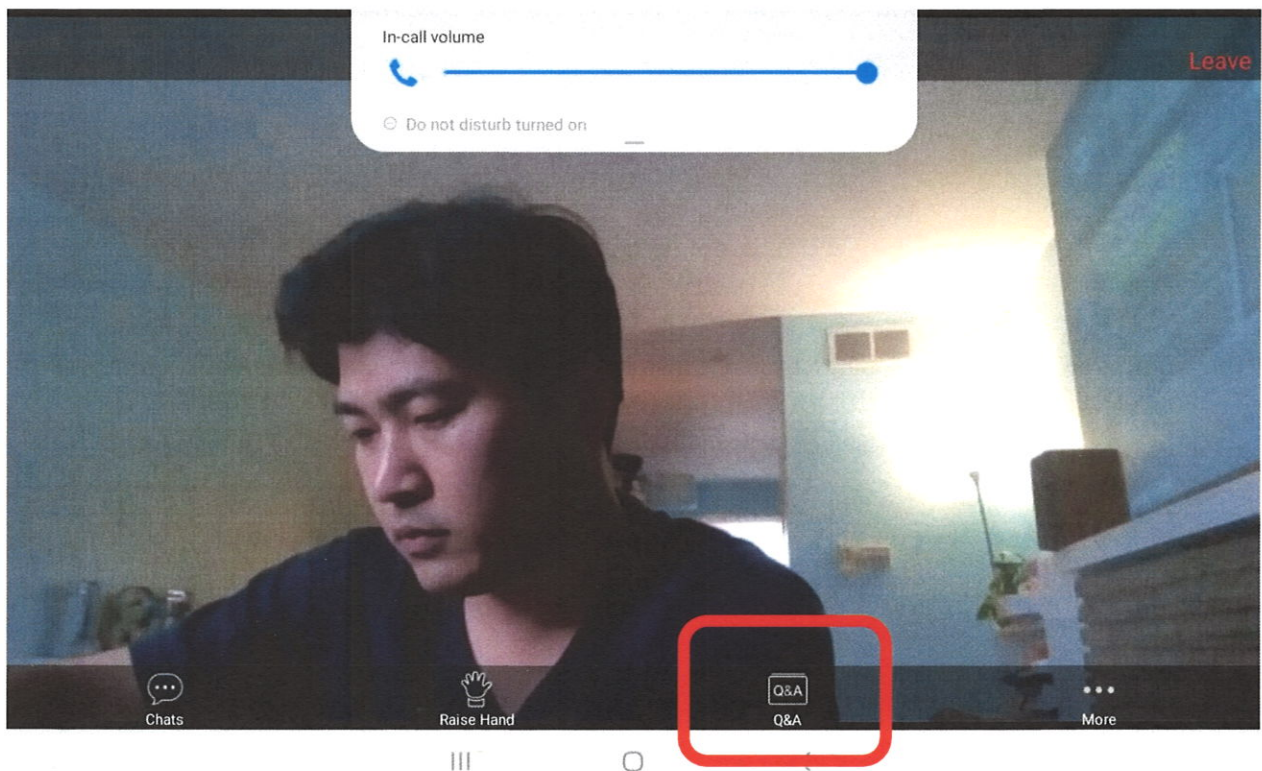 In-call volume
Leave
Do not disturb turned on
Chats
Raise Hand
Q&A
Q&A
More